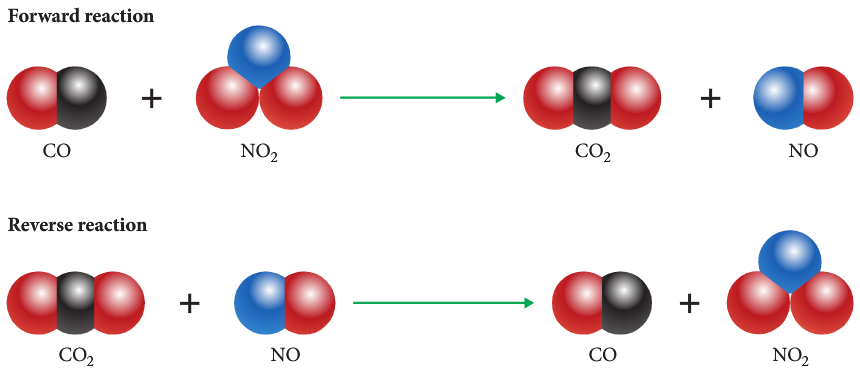 Forward reaction
+ + 
CO NO₂ CO₂ NO
Reverse reaction
+ +
CO₂ NO CO NO₂